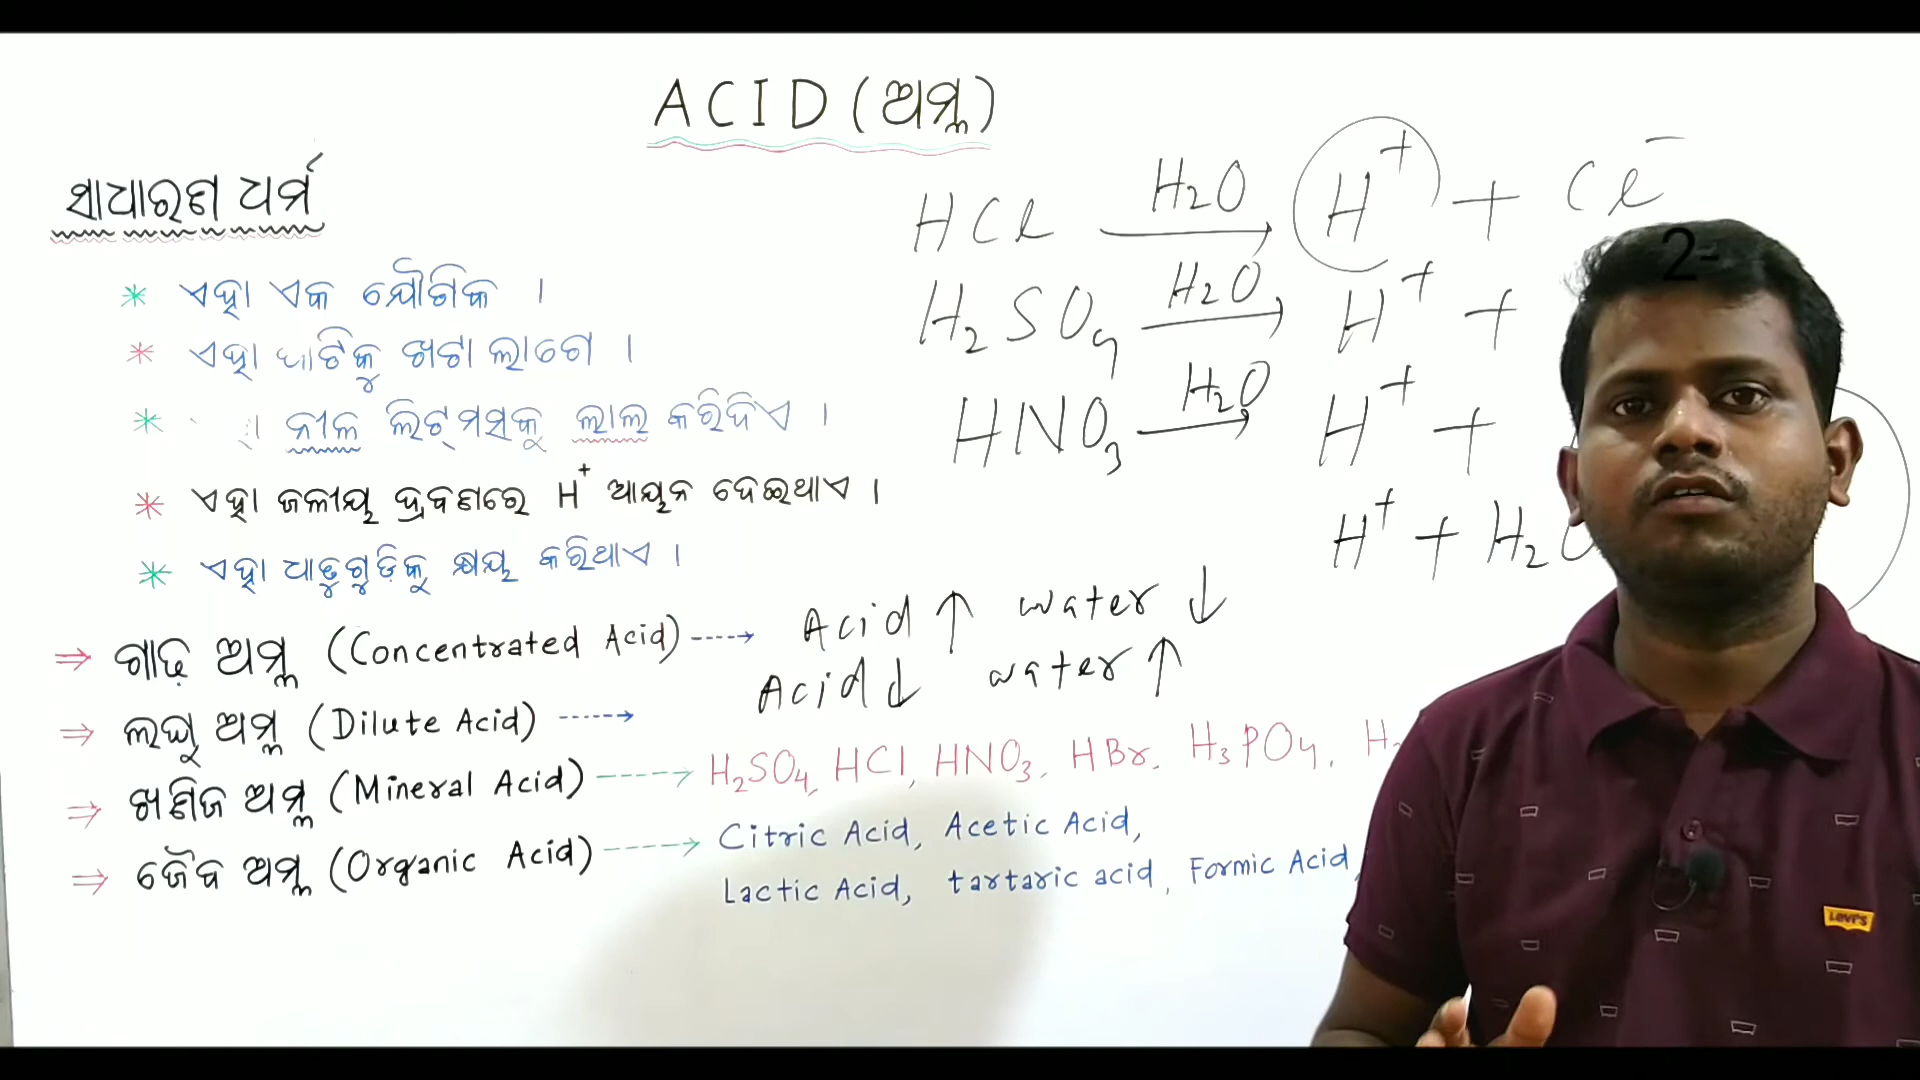 ACID (ଅମ୍ଳ)
ସାଧାରଣ ଧର୍ମ
* ଏହା ଏକ ଯୌଗିକ ।
* ଏହା ପାଟିକୁ ଖଟା ଲାଗେ ।
* ନୀଳ ଲିଟ୍ମସକୁ ଲାଲ କରିଦିଏ ।
* ଏହା ଜଳୀୟ ଦ୍ରବଣରେ H⁺ ଆୟନ ଦେଇଥାଏ ।
* ଏହା ଧାତୁଗୁଡ଼ିକୁ କ୍ଷୟ କରିଥାଏ ।
HCl —H₂O→ H⁺ + Cl⁻
H₂SO₄ —H₂O→ H⁺ +
2-
HNO₃ —H₂O→ H⁺ +
H⁺ + H₂O
⇒ ଗାଢ଼ ଅମ୍ଳ (Concentrated Acid) ----→ Acid ↑ water ↓
⇒ ଲଘୁ ଅମ୍ଳ (Dilute Acid) ----→ Acid ↓ water ↑
⇒ ଖଣିଜ ଅମ୍ଳ (Mineral Acid) ----→ H₂SO₄, HCl, HNO₃, HBr, H₃PO₄, H₂
⇒ ଜୈବ ଅମ୍ଳ (Organic Acid) ----→ Citric Acid, Acetic Acid,
Lactic Acid, tartaric acid, Formic Acid,
Levi's